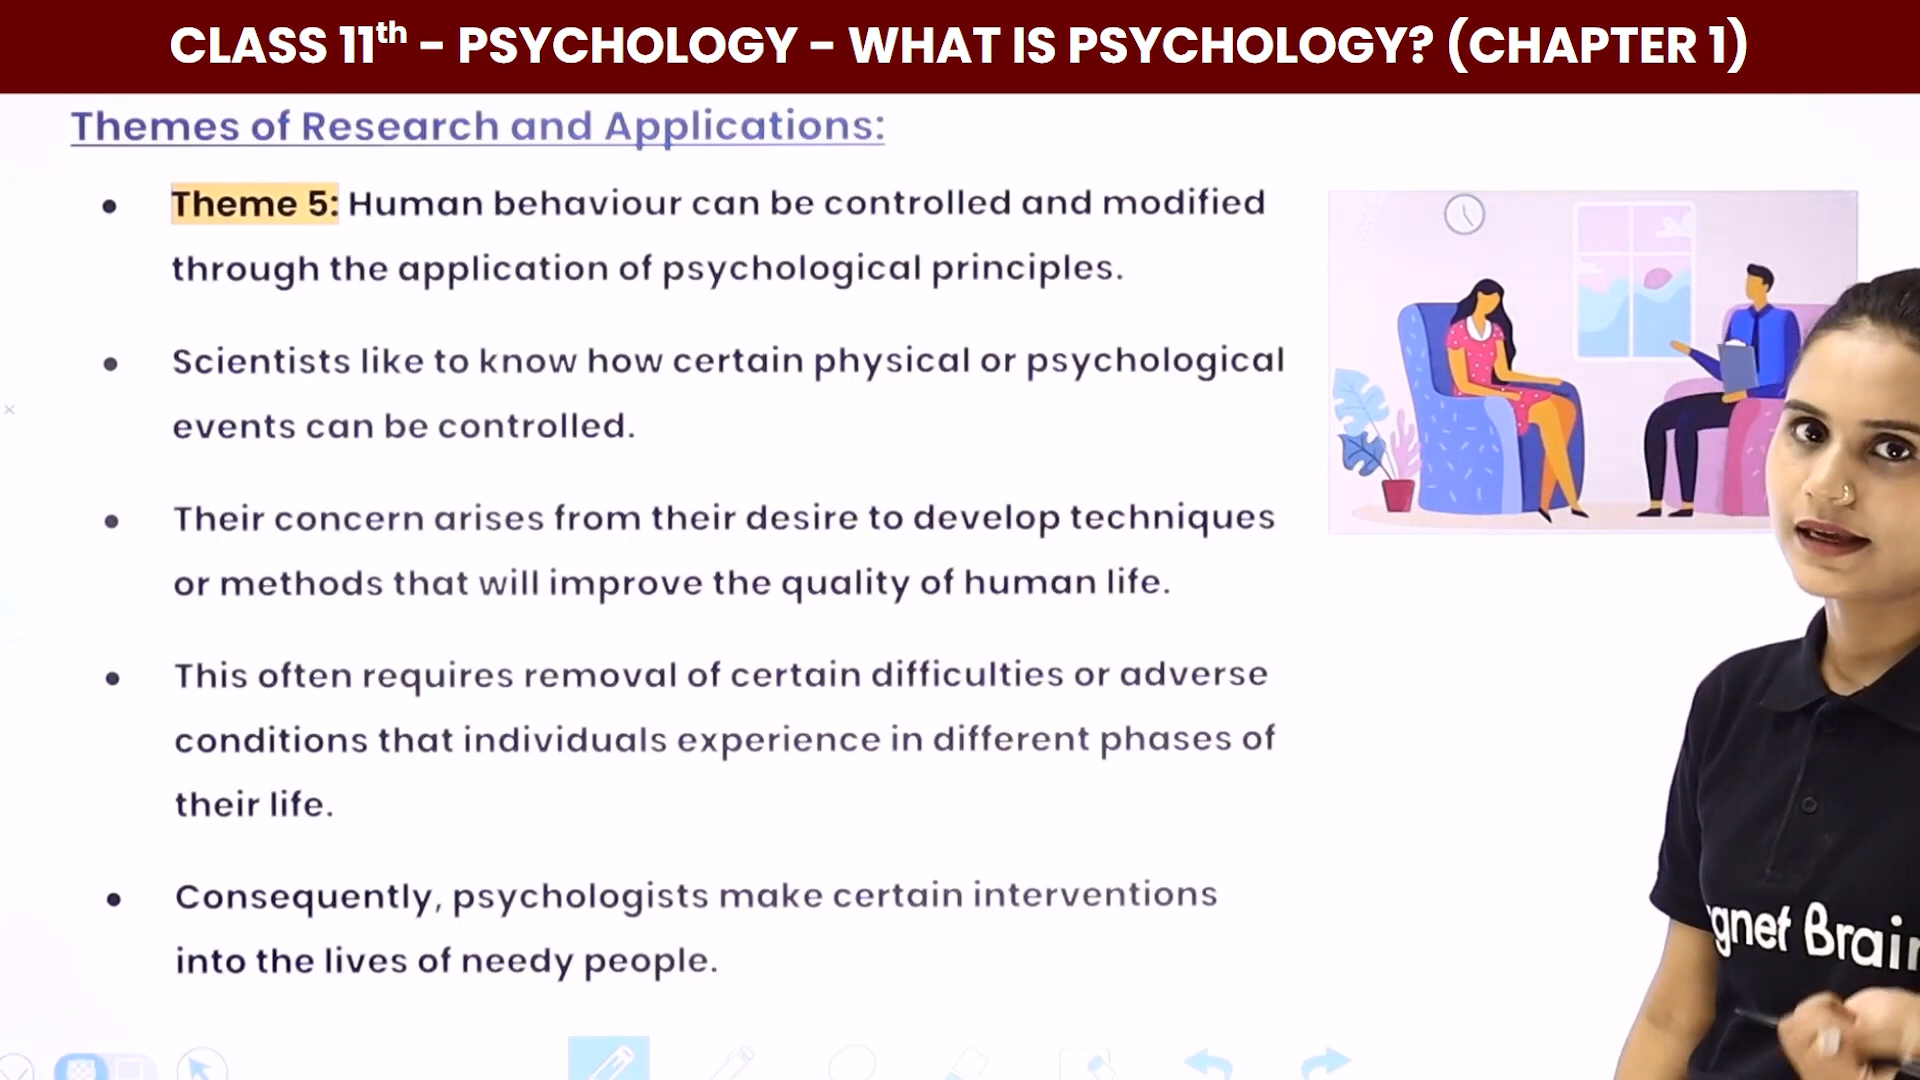 CLASS 11th – PSYCHOLOGY – WHAT IS PSYCHOLOGY? (CHAPTER 1)
Themes of Research and Applications:
• Theme 5: Human behaviour can be controlled and modified
through the application of psychological principles.
• Scientists like to know how certain physical or psychological
events can be controlled.
• Their concern arises from their desire to develop techniques
or methods that will improve the quality of human life.
• This often requires removal of certain difficulties or adverse
conditions that individuals experience in different phases of
their life.
• Consequently, psychologists make certain interventions
into the lives of needy people.
gnet Brain